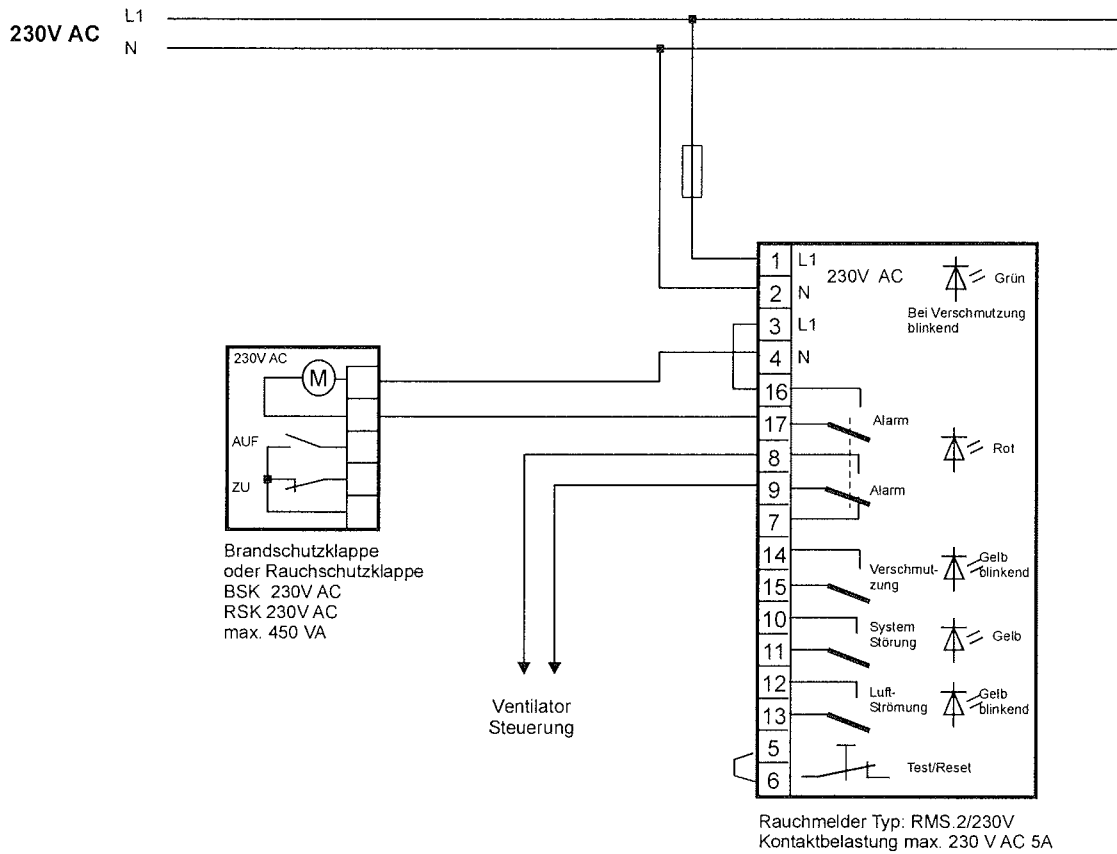 L1
230V AC
N
1 L1
230V AC
Grün
2 N
Bei Verschmutzung
blinkend
3 L1
4 N
16
17
Alarm
Rot
8
9
Alarm
7
14
Verschmut-
zung
Gelb
blinkend
15
10
System
Störung
Gelb
11
12
Luft-
Strömung
Gelb
blinkend
13
5
6
Test/Reset
230V AC
M
AUF
ZU
Brandschutzklappe
oder Rauchschutzklappe
BSK 230V AC
RSK 230V AC
max. 450 VA
Ventilator
Steuerung
Rauchmelder Typ: RMS.2/230V
Kontaktbelastung max. 230 V AC 5A